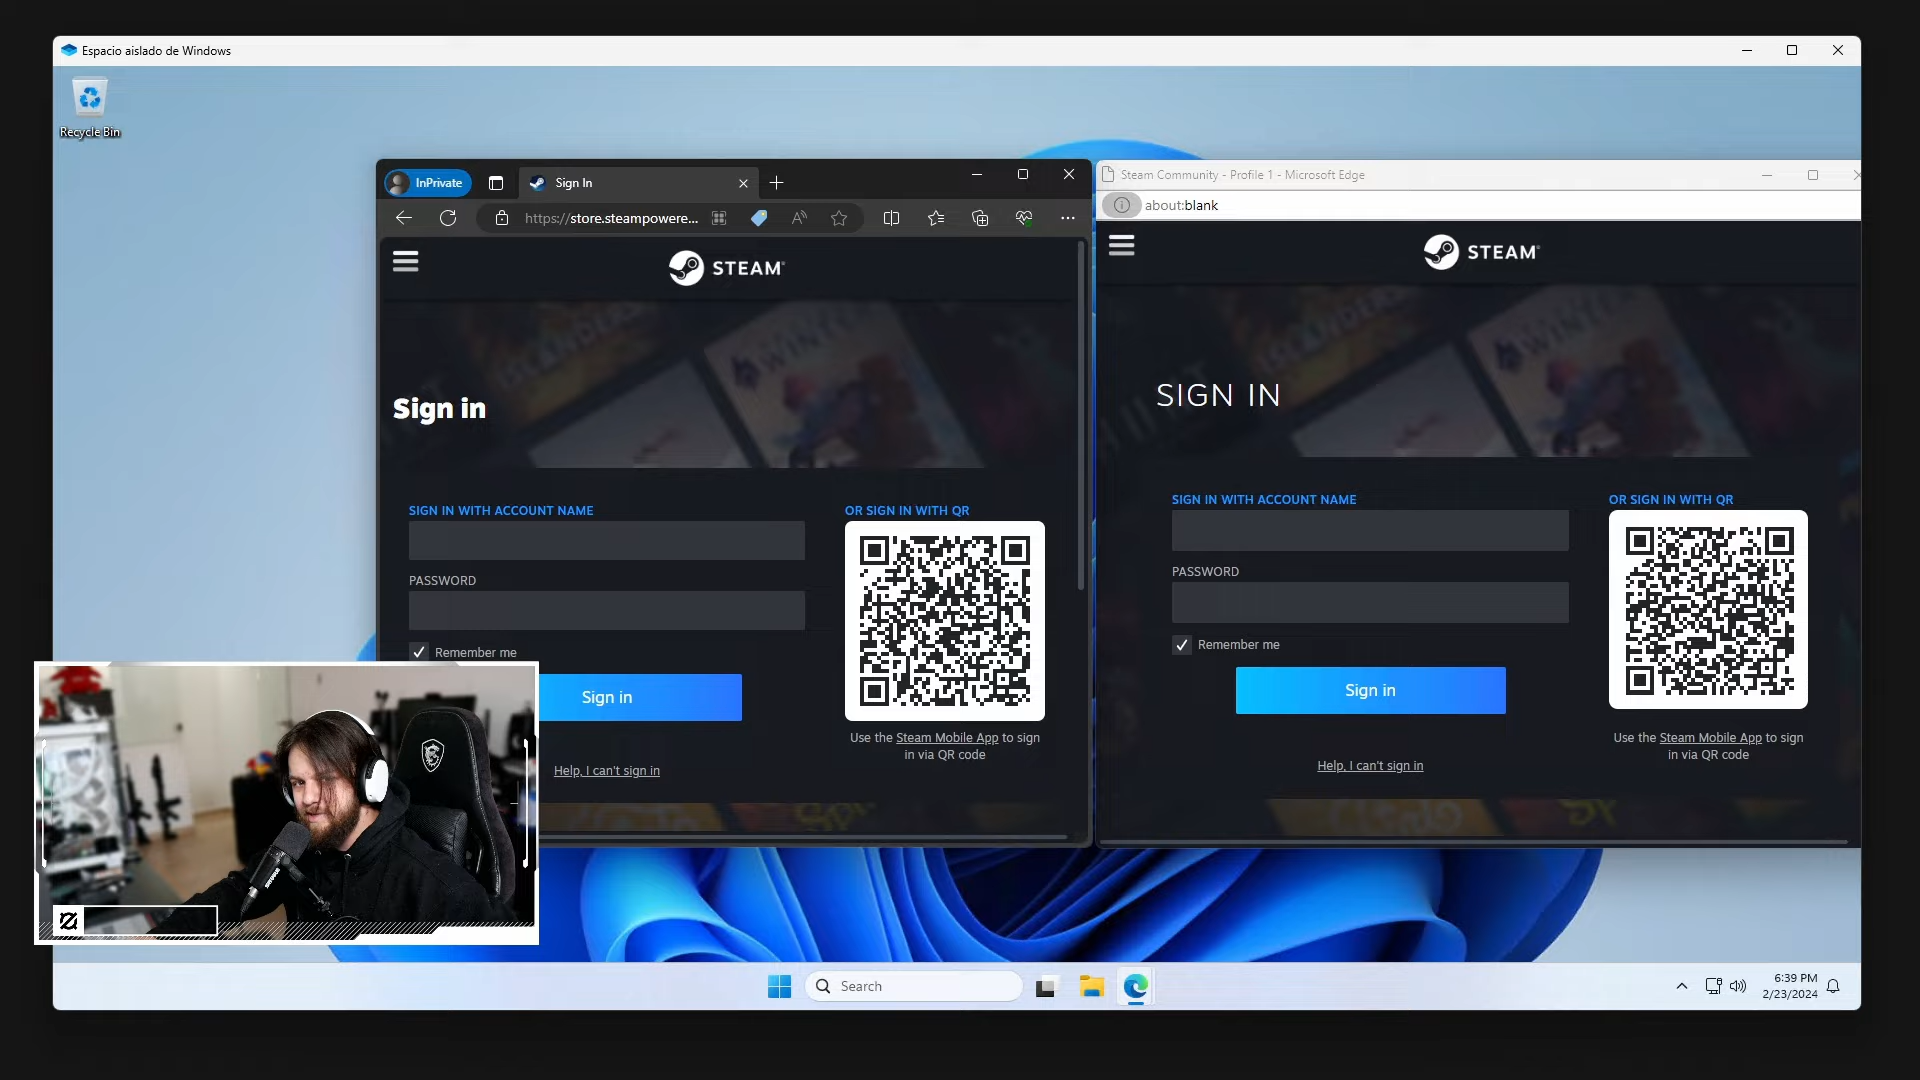 Espacio aislado de Windows
Recycle Bin
InPrivate
Sign In
https://store.steampowere...
STEAM
Sign in
SIGN IN WITH ACCOUNT NAME
PASSWORD
Remember me
Sign in
Help, I can't sign in
OR SIGN IN WITH QR
Use the Steam Mobile App to sign
in via QR code
Steam Community - Profile 1 - Microsoft Edge
about:blank
STEAM
SIGN IN
SIGN IN WITH ACCOUNT NAME
PASSWORD
Remember me
Sign in
Help, I can't sign in
OR SIGN IN WITH QR
Use the Steam Mobile App to sign
in via QR code
Search
6:39 PM
2/23/2024